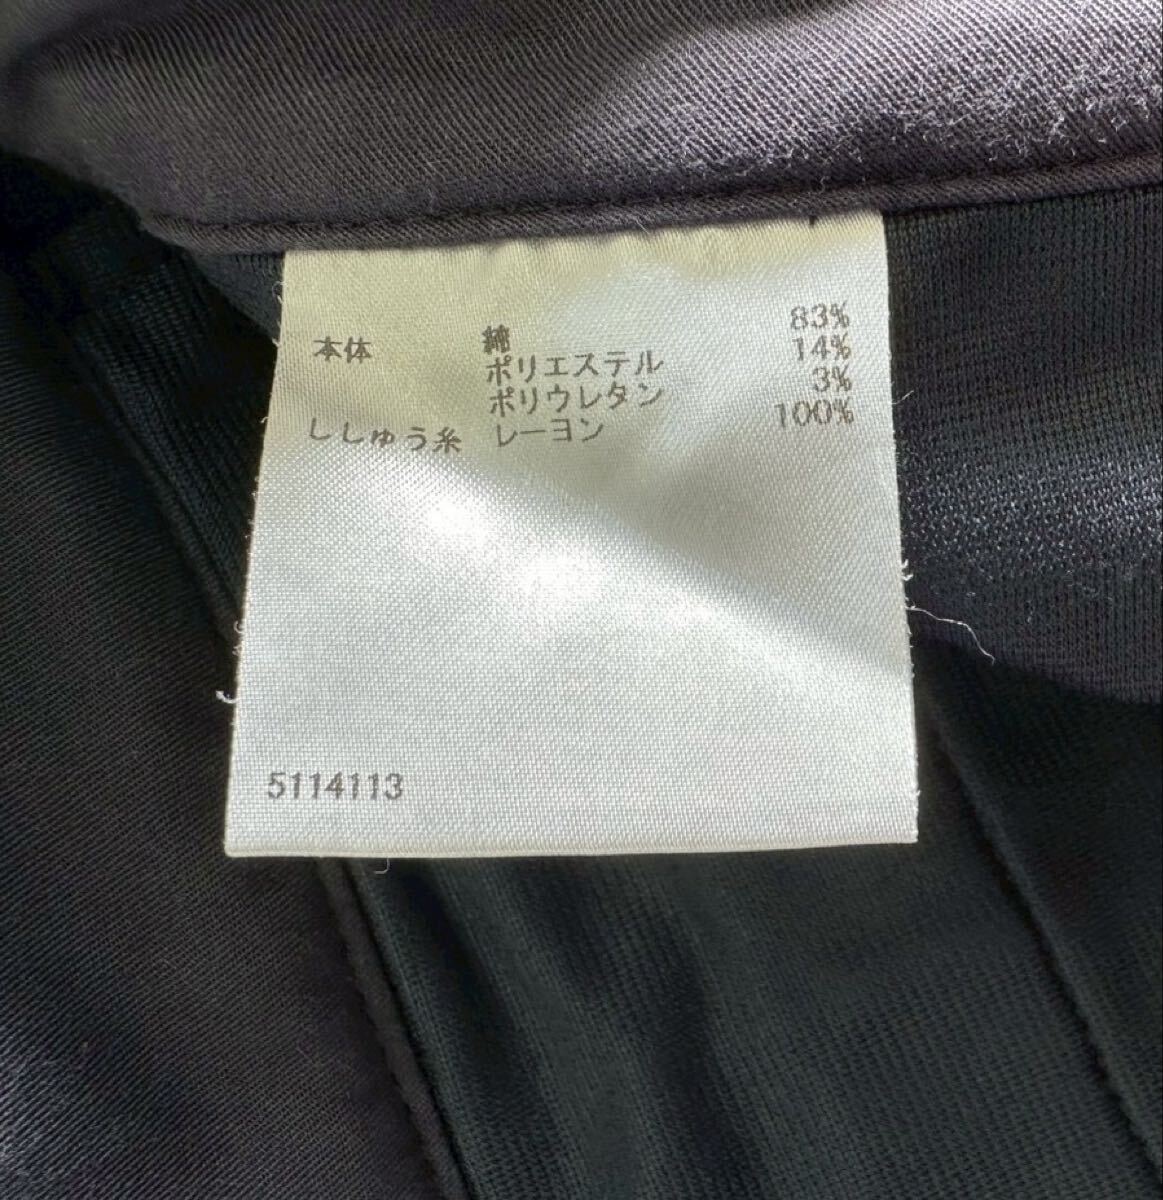 本体 綿 83%
ポリエステル 14%
ポリウレタン 3%
ししゅう糸 レーヨン 100%
5114113